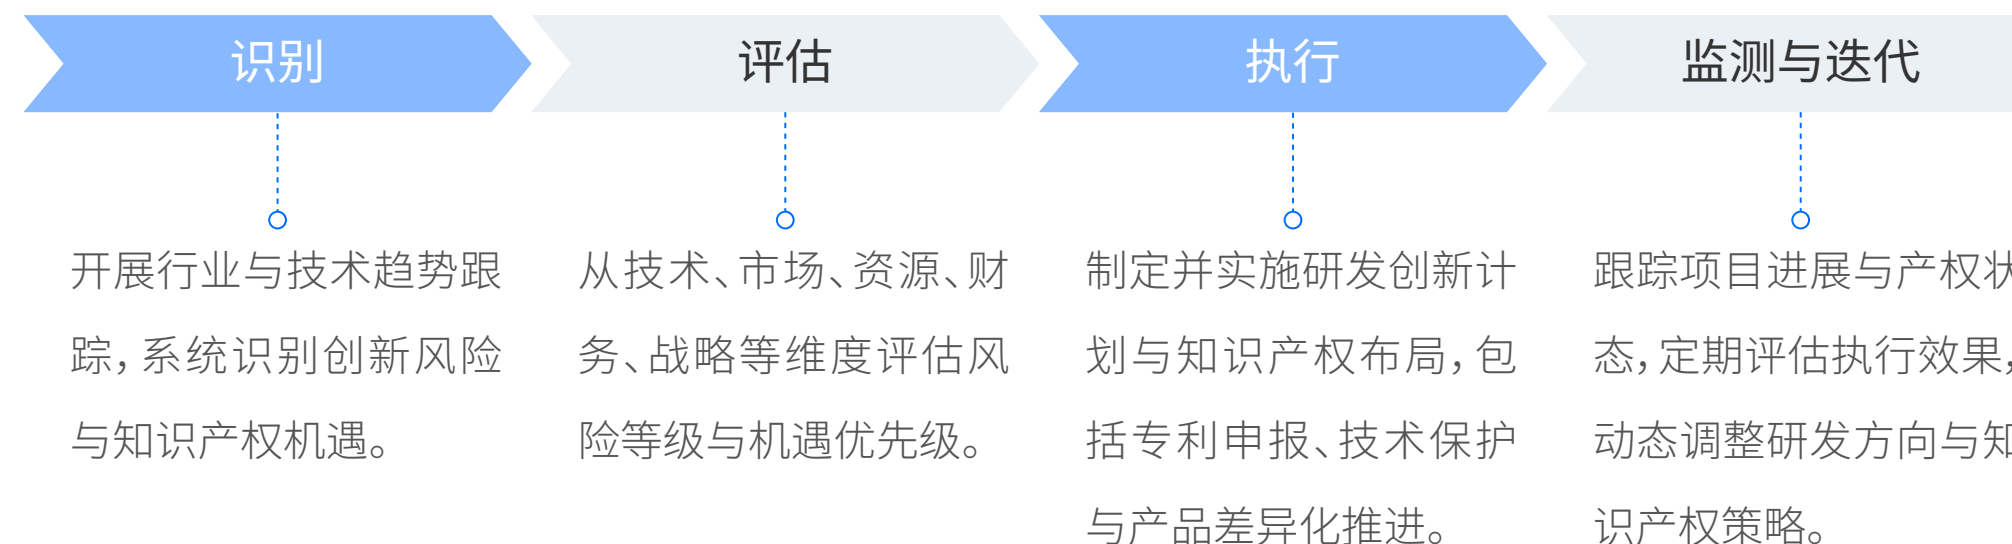 识别
评估
执行
监测与迭代
开展行业与技术趋势跟
踪，系统识别创新风险
与知识产权机遇。
从技术、市场、资源、财
务、战略等维度评估风
险等级与机遇优先级。
制定并实施研发创新计
划与知识产权布局，包
括专利申报、技术保护
与产品差异化推进。
跟踪项目进展与产权状
态，定期评估执行效果，
动态调整研发方向与知
识产权策略。